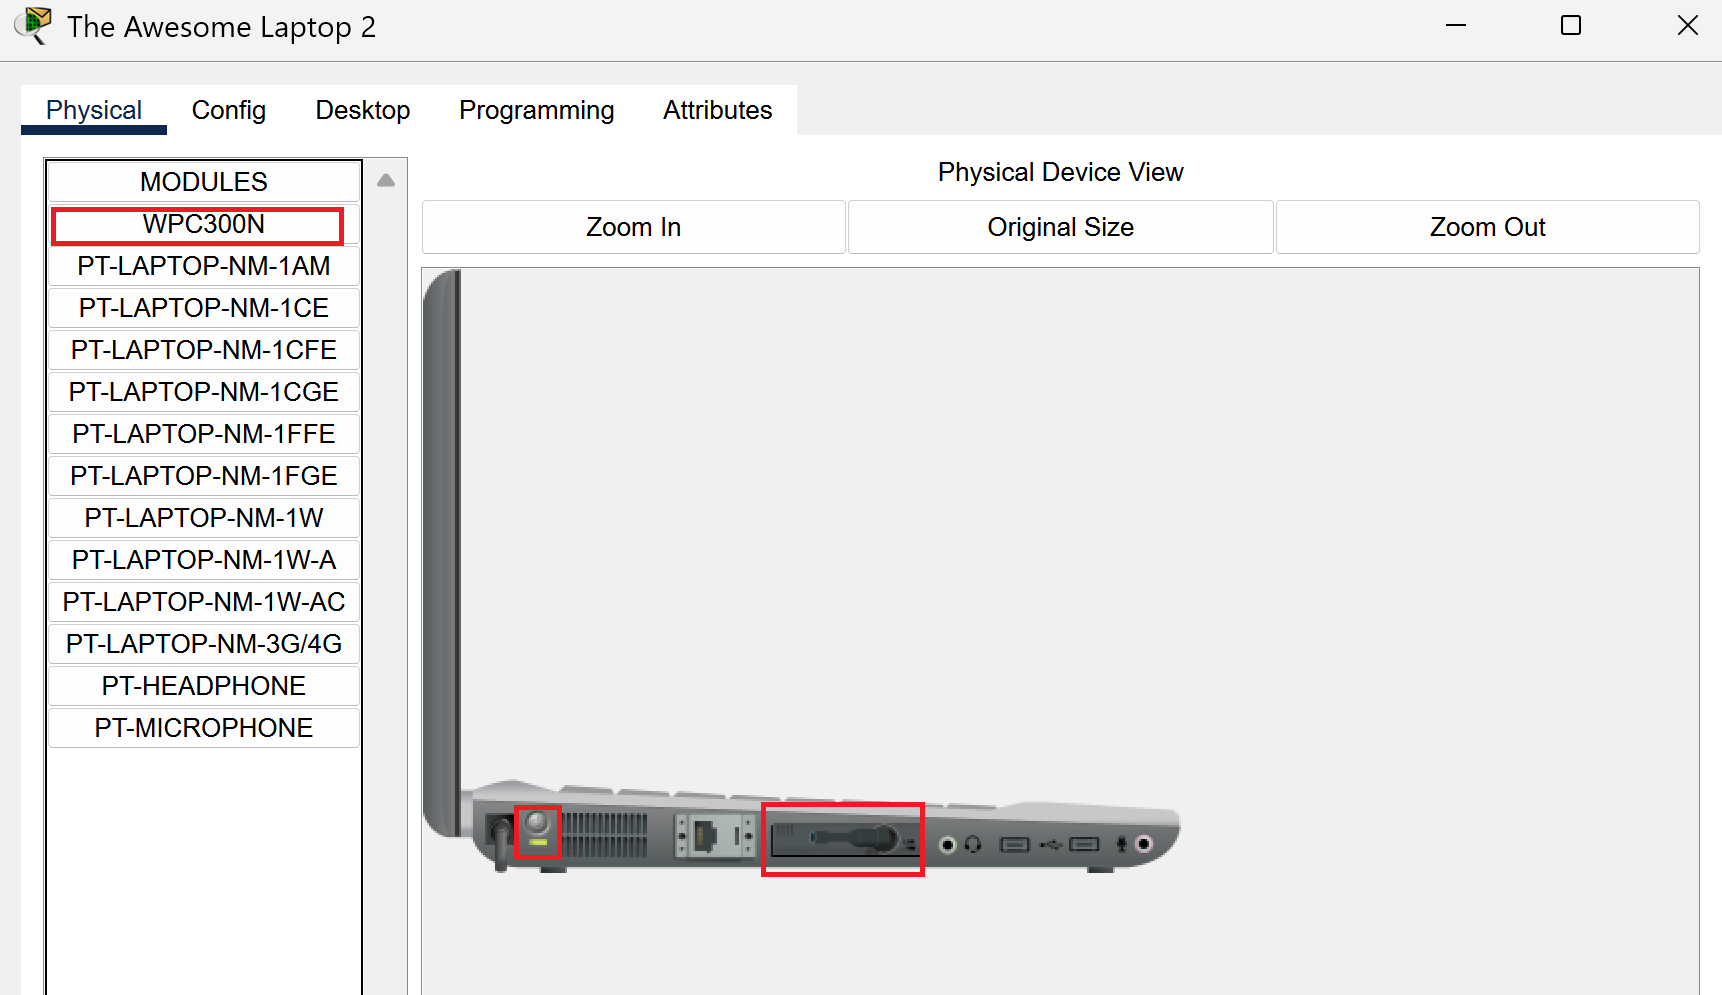 The Awesome Laptop 2
Physical Config Desktop Programming Attributes
MODULES
WPC300N
PT-LAPTOP-NM-1AM
PT-LAPTOP-NM-1CE
PT-LAPTOP-NM-1CFE
PT-LAPTOP-NM-1CGE
PT-LAPTOP-NM-1FFE
PT-LAPTOP-NM-1FGE
PT-LAPTOP-NM-1W
PT-LAPTOP-NM-1W-A
PT-LAPTOP-NM-1W-AC
PT-LAPTOP-NM-3G/4G
PT-HEADPHONE
PT-MICROPHONE
Physical Device View
Zoom In Original Size Zoom Out